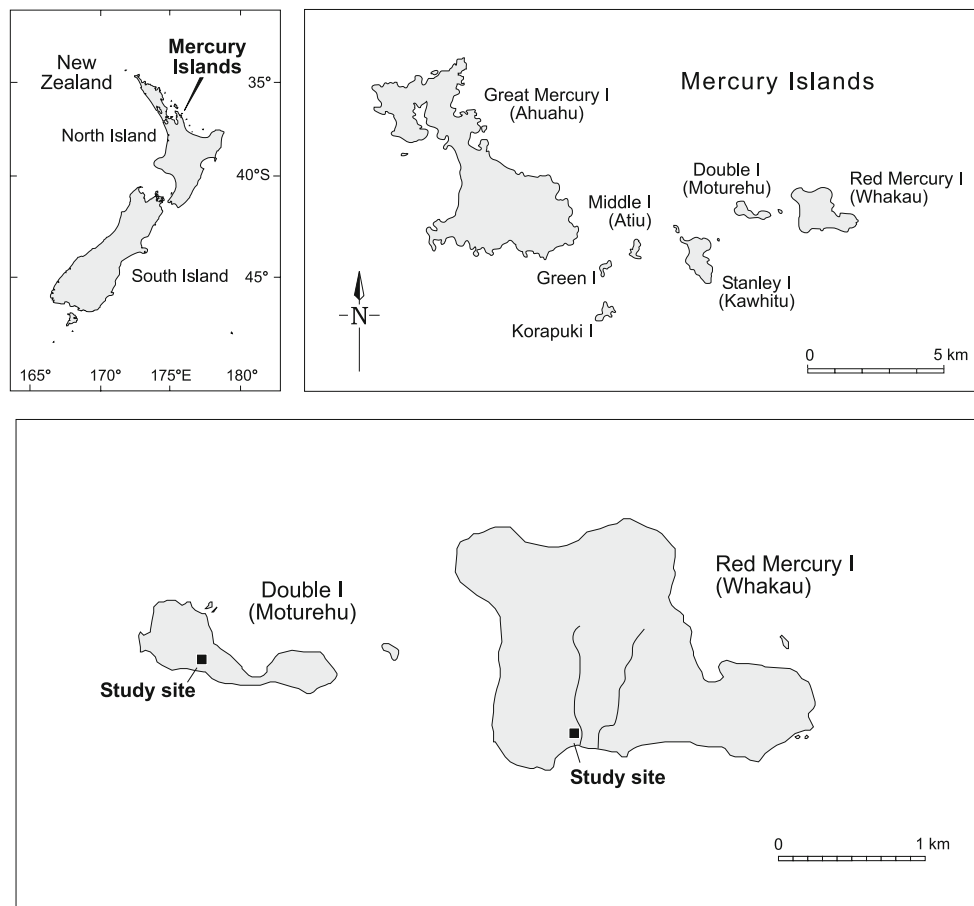 New
Zealand
Mercury
Islands
35°
North Island
40°S
South Island
45°
165°
170°
175°E
180°
Mercury Islands
Great Mercury I
(Ahuahu)
Double I
(Moturehu)
Red Mercury I
(Whakau)
Middle I
(Atiu)
Green I
Stanley I
(Kawhitu)
N
Korapuki I
0
5 km
Double I
(Moturehu)
Red Mercury I
(Whakau)
Study site
Study site
0
1 km